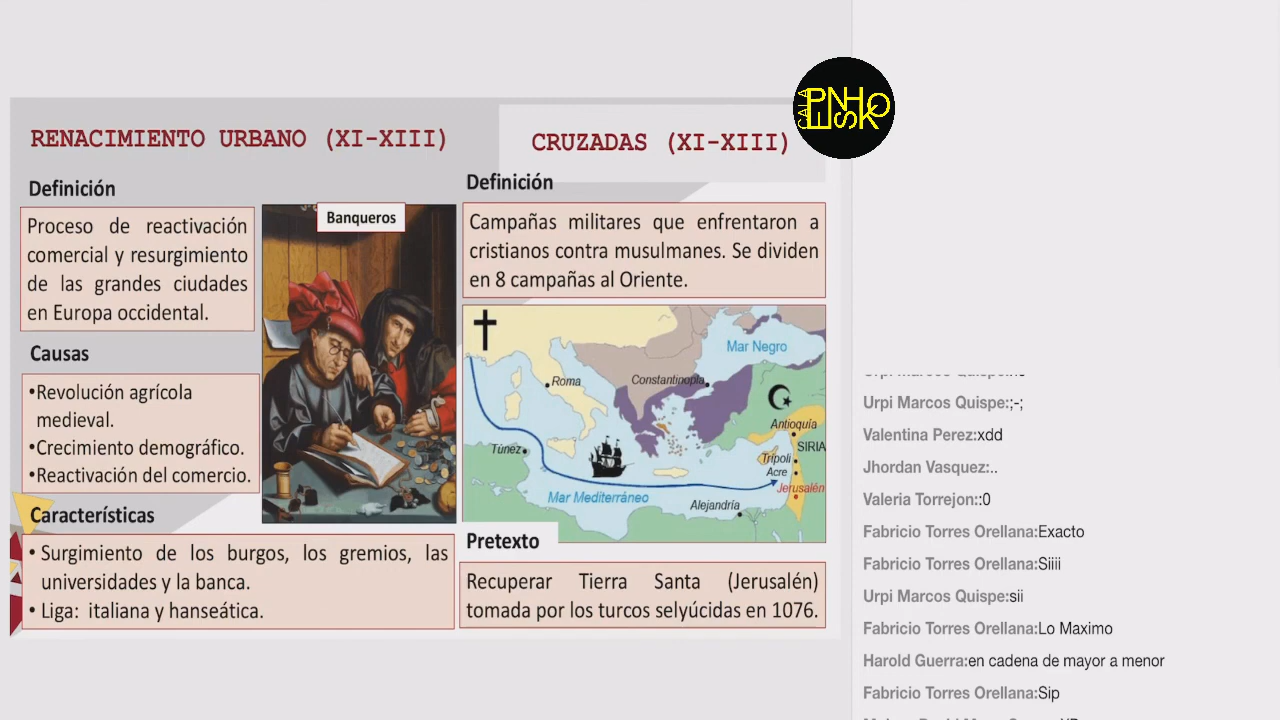 RENACIMIENTO URBANO (XI-XIII)
Definición
Proceso de reactivación
comercial y resurgimiento
de las grandes ciudades
en Europa occidental.
Causas
•Revolución agrícola
medieval.
•Crecimiento demográfico.
•Reactivación del comercio.
Características
• Surgimiento de los burgos, los gremios, las
universidades y la banca.
• Liga: italiana y hanseática.
Banqueros
CRUZADAS (XI-XIII)
Definición
Campañas militares que enfrentaron a
cristianos contra musulmanes. Se dividen
en 8 campañas al Oriente.
Mar Negro
Roma
Constantinopla
Antioquía
SIRIA
Túnez
Trípoli
Acre
Jerusalén
Mar Mediterráneo
Alejandría
Pretexto
Recuperar Tierra Santa (Jerusalén)
tomada por los turcos selyúcidas en 1076.
Urpi Marcos Quispe:;-;
Valentina Perez:xdd
Jhordan Vasquez:..
Valeria Torrejon::0
Fabricio Torres Orellana:Exacto
Fabricio Torres Orellana:Siiii
Urpi Marcos Quispe:sii
Fabricio Torres Orellana:Lo Maximo
Harold Guerra:en cadena de mayor a menor
Fabricio Torres Orellana:Sip